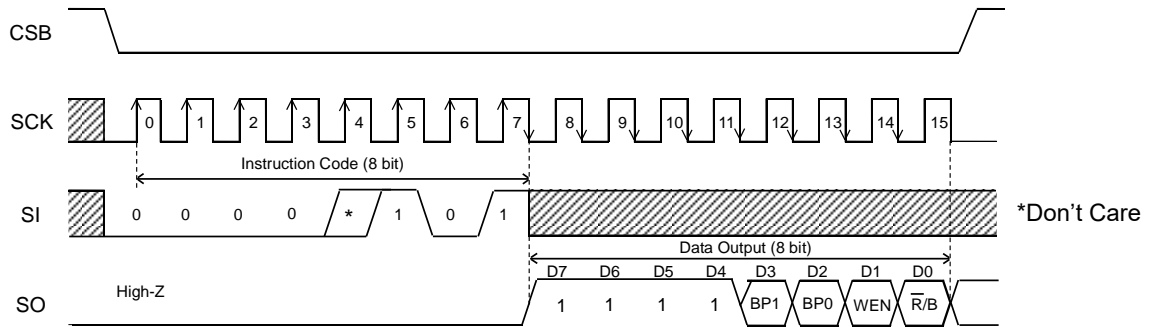 CSB
SCK 0 1 2 3 4 5 6 7 8 9 10 11 12 13 14 15
Instruction Code (8 bit)
SI 0 0 0 0 * 1 0 1 *Don't Care
Data Output (8 bit)
D7 D6 D5 D4 D3 D2 D1 D0
SO High-Z 1 1 1 1 BP1 BP0 WEN R̅/B